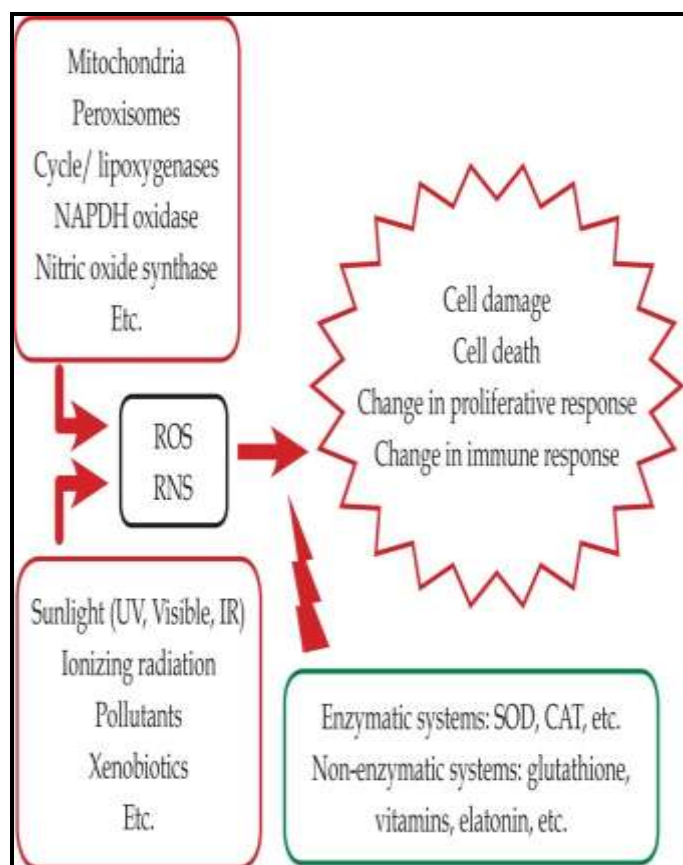 Mitochondria
Peroxisomes
Cycle/ lipoxygenases
NAPDH oxidase
Nitric oxide synthase
Etc.
ROS
RNS
Cell damage
Cell death
Change in proliferative response
Change in immune response
Sunlight (UV, Visible, IR)
Ionizing radiation
Pollutants
Xenobiotics
Etc.
Enzymatic systems: SOD, CAT, etc.
Non-enzymatic systems: glutathione,
vitamins, elatonin, etc.